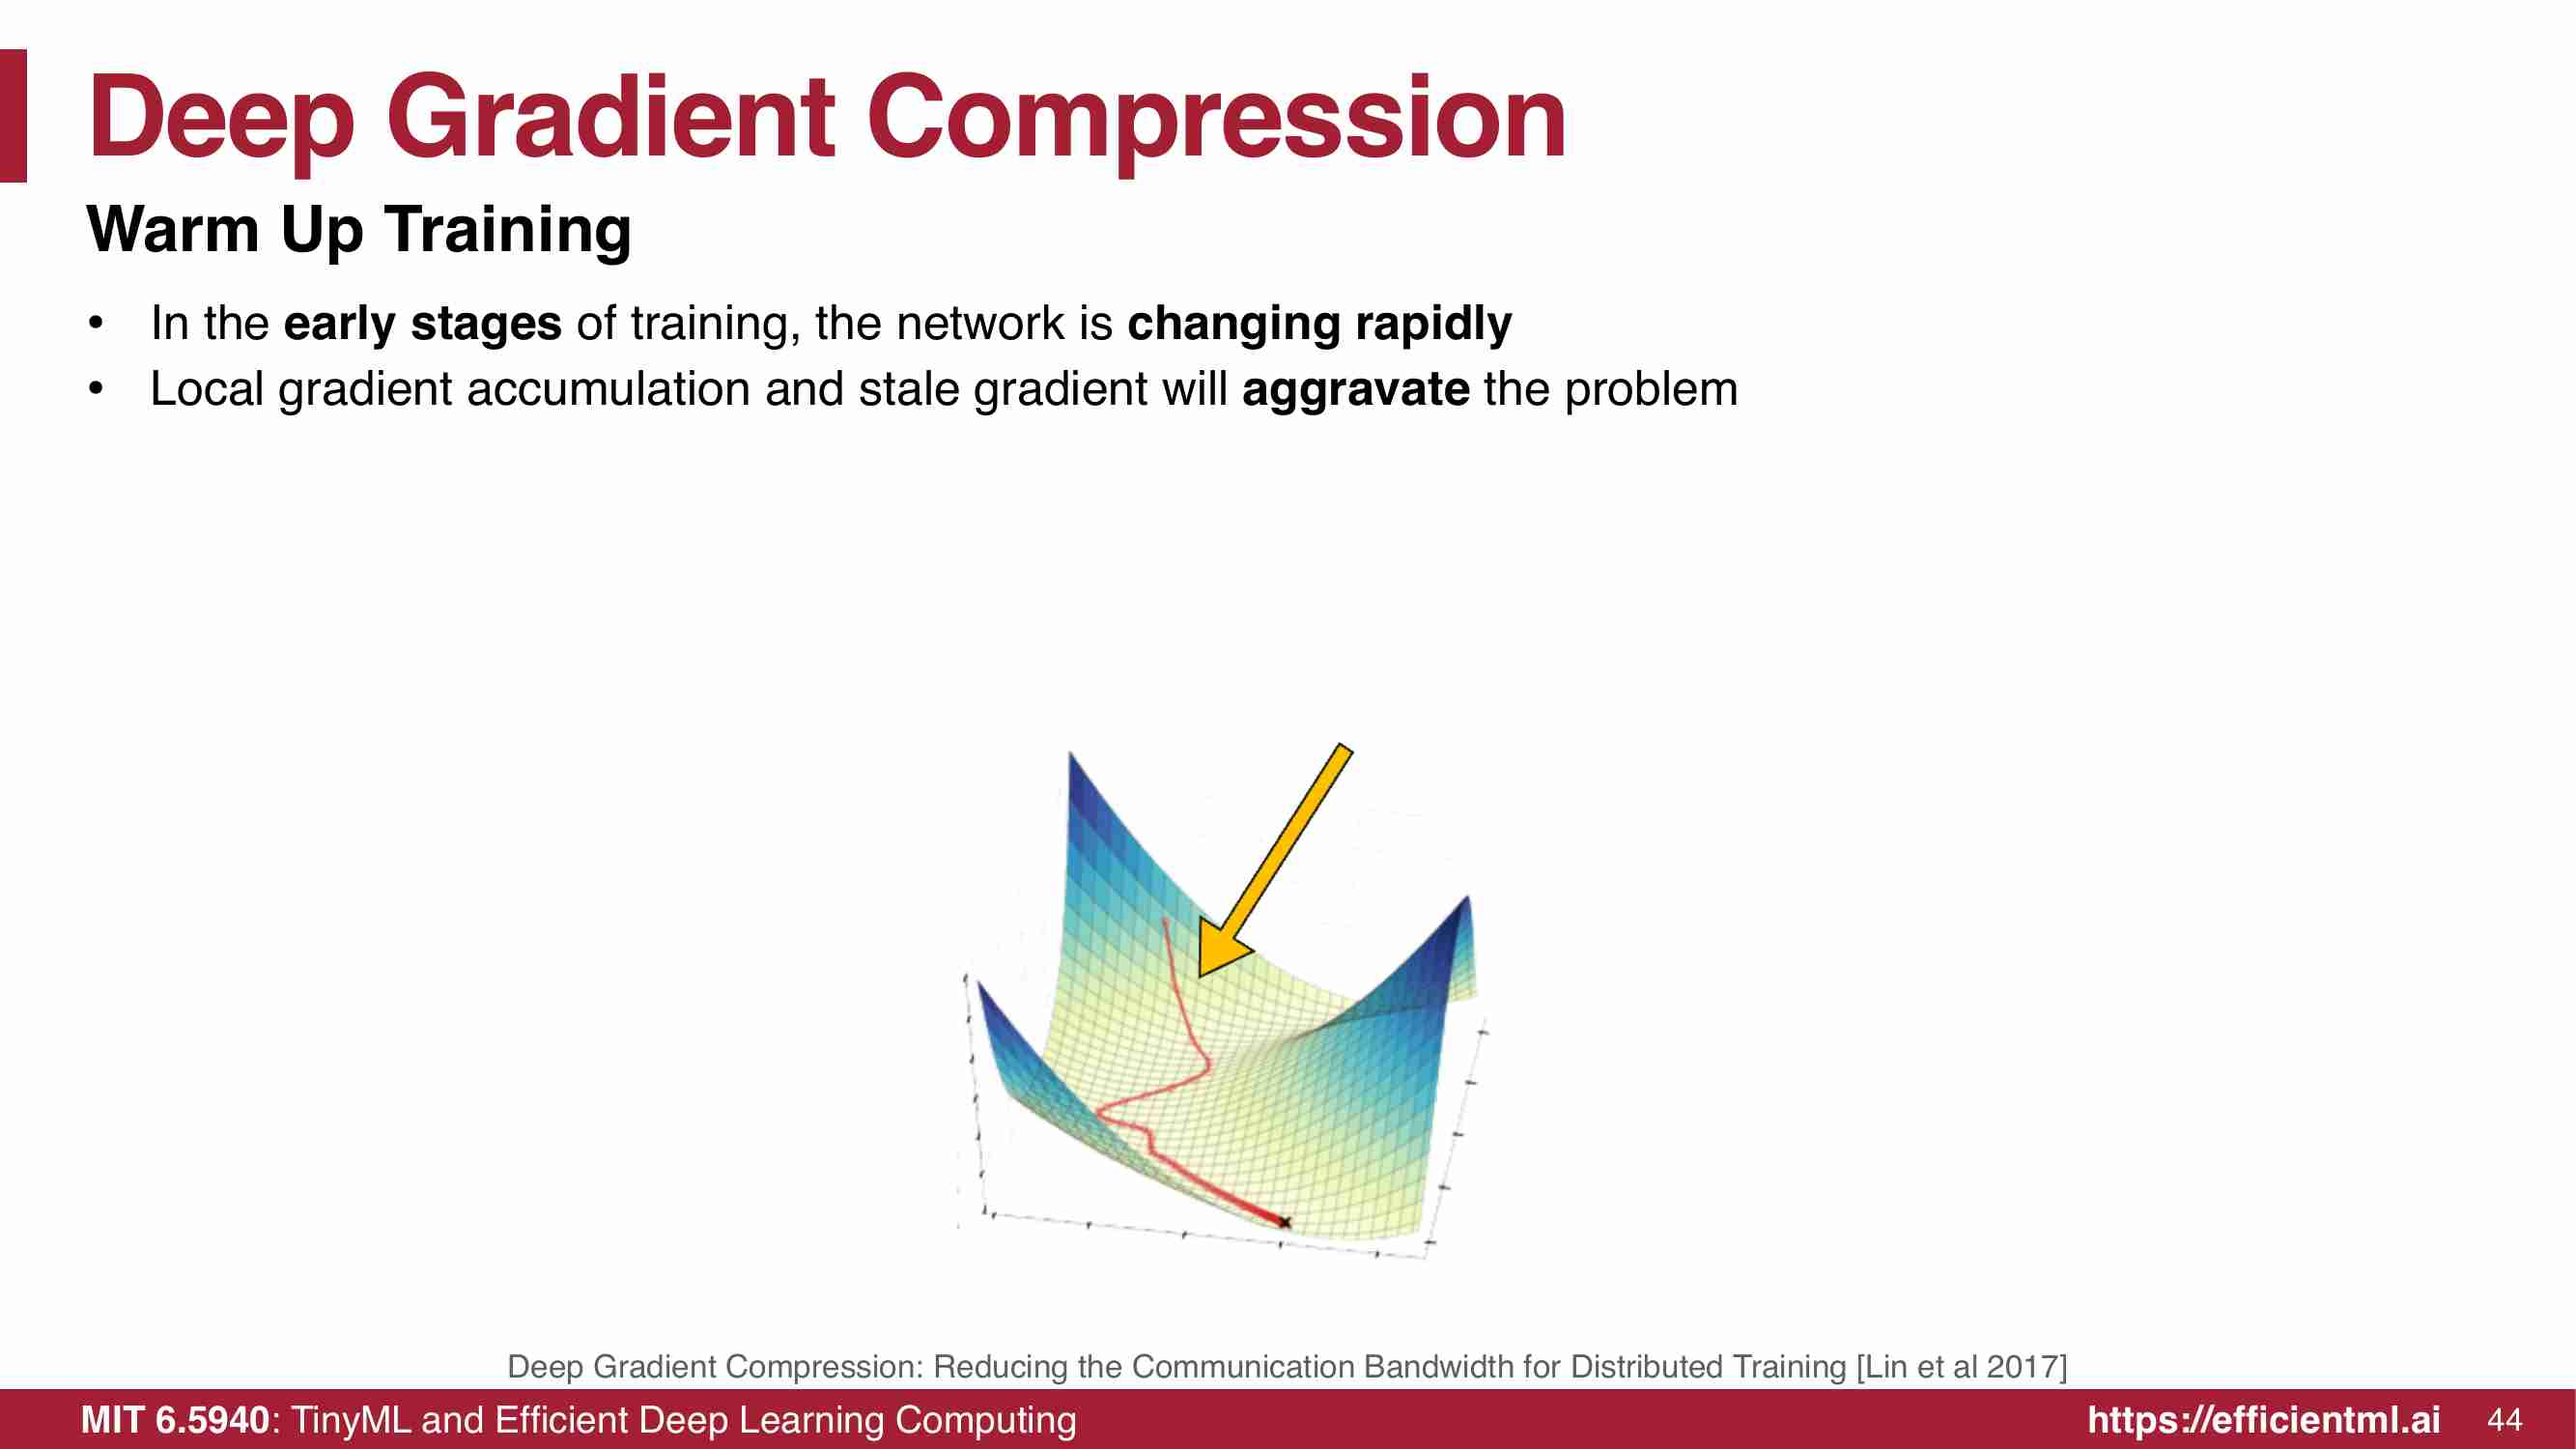 Deep Gradient Compression
Warm Up Training
• In the early stages of training, the network is changing rapidly
• Local gradient accumulation and stale gradient will aggravate the problem
Deep Gradient Compression: Reducing the Communication Bandwidth for Distributed Training [Lin et al 2017]
MIT 6.5940: TinyML and Efficient Deep Learning Computing https://efficientml.ai 44